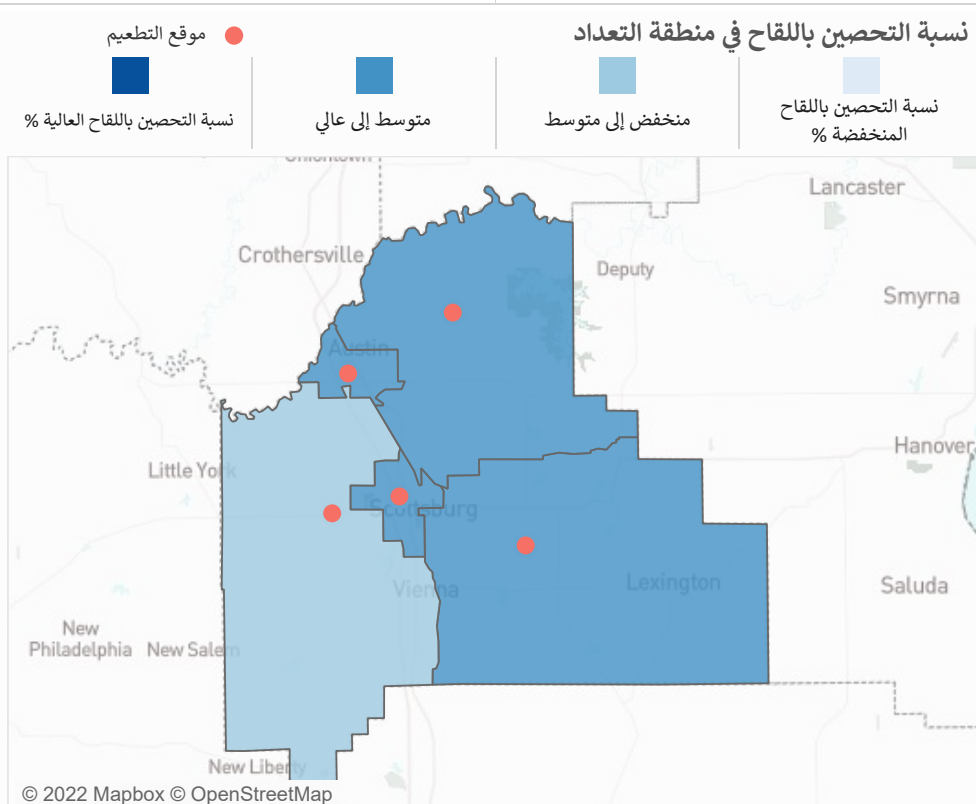 نسبة التحصين باللقاح في منطقة التعداد
موقع التطعيم
نسبة التحصين باللقاح
المنخفضة %
منخفض إلى متوسط
متوسط إلى عالي
نسبة التحصين باللقاح العالية %
Uniontown
Lancaster
Crothersville
Deputy
Smyrna
Austin
Hanover
Little York
Scottsburg
Vienna
Lexington
Saluda
New
Philadelphia
New Salem
New Liberty
© 2022 Mapbox © OpenStreetMap